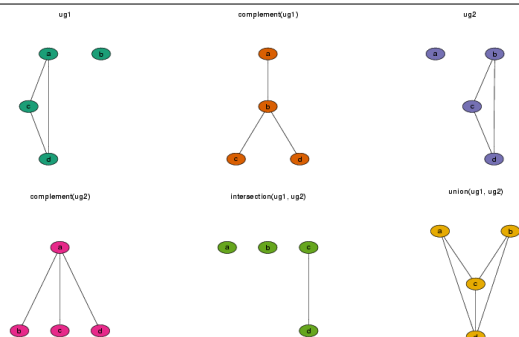 ug1
complement(ug1)
ug2
a
b
a
a
b
c
b
c
d
c
d
d
complement(ug2)
intersection(ug1, ug2)
union(ug1, ug2)
a
a
b
c
a
b
c
b
c
d
d
d